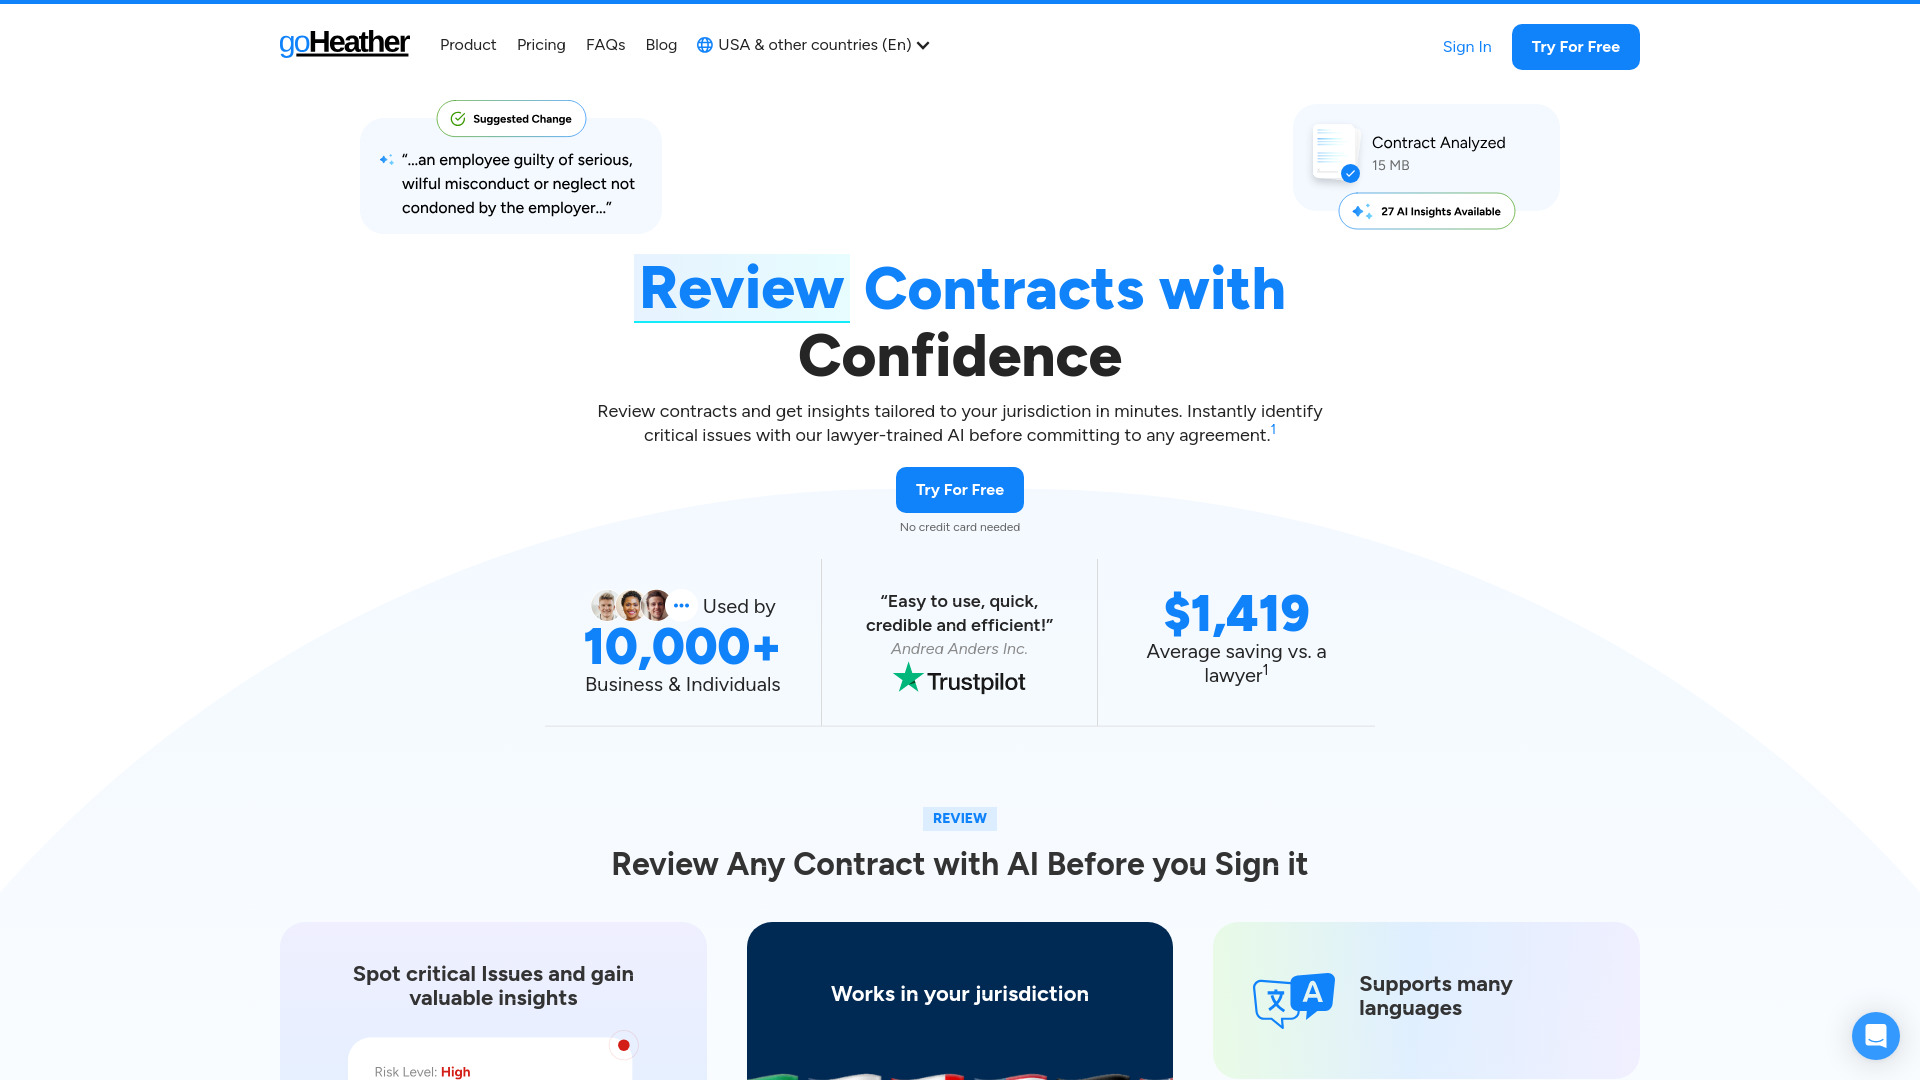 goHeather
Product
Pricing
FAQs
Blog
USA & other countries (En)
Sign In
Try For Free
Suggested Change
“...an employee guilty of serious,
wilful misconduct or neglect not
condoned by the employer...”
Contract Analyzed
15 MB
27 AI Insights Available
Review Contracts with
Confidence
Review contracts and get insights tailored to your jurisdiction in minutes. Instantly identify
critical issues with our lawyer-trained AI before committing to any agreement.1
Try For Free
No credit card needed
Used by
10,000+
Business & Individuals
“Easy to use, quick,
credible and efficient!”
Andrea Anders Inc.
Trustpilot
$1,419
Average saving vs. a
lawyer1
REVIEW
Review Any Contract with AI Before you Sign it
Spot critical Issues and gain
valuable insights
Risk Level: High
Works in your jurisdiction
文 A
Supports many
languages